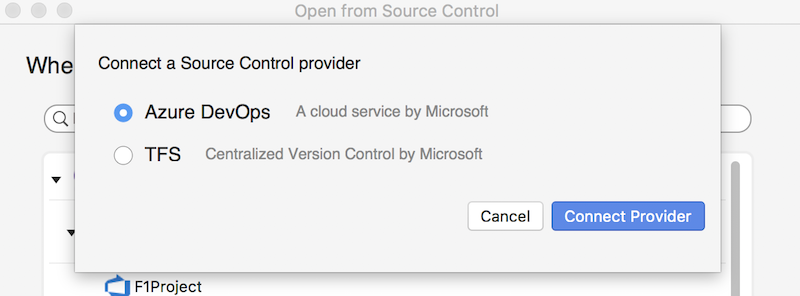 Open from Source Control
Whe
Connect a Source Control provider
Azure DevOps A cloud service by Microsoft
TFS Centralized Version Control by Microsoft
Cancel Connect Provider
F1Project